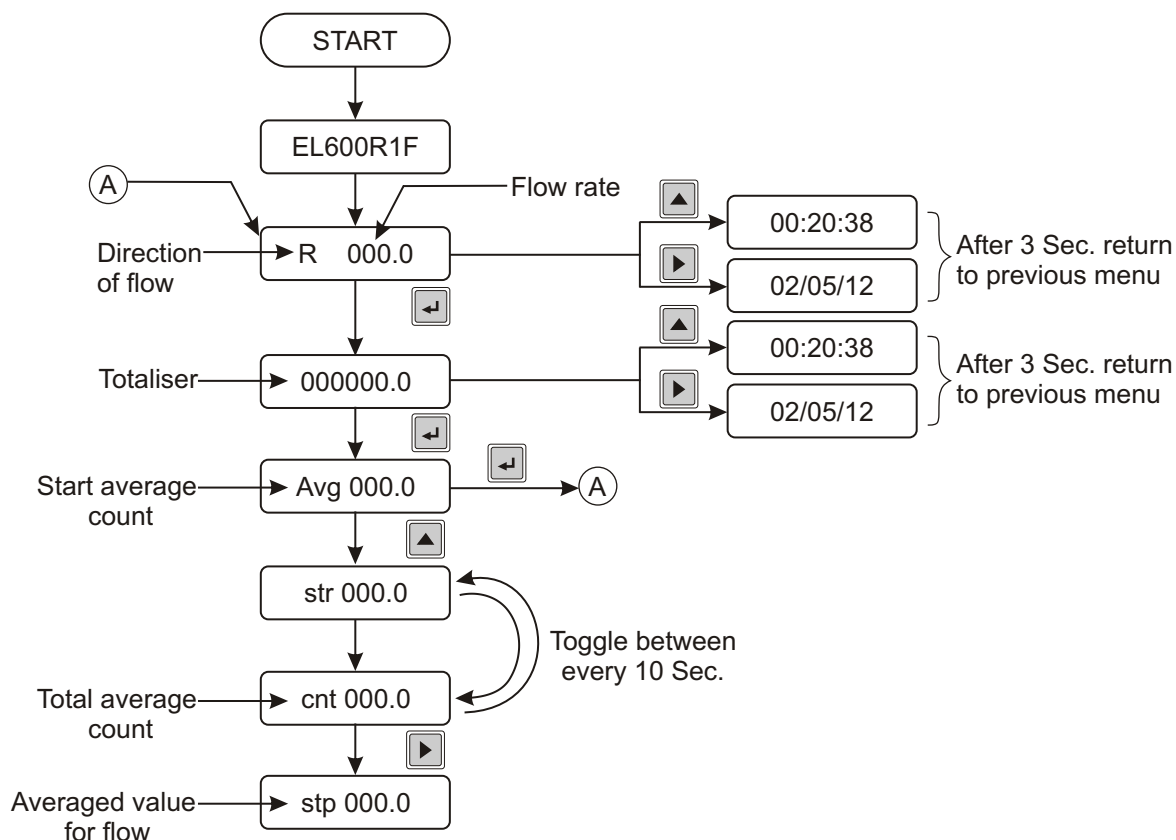 START
EL600R1F
A
Flow rate
Direction
of flow
R 000.0
00:20:38
02/05/12
After 3 Sec. return
to previous menu
Totaliser
000000.0
00:20:38
02/05/12
After 3 Sec. return
to previous menu
Start average
count
Avg 000.0
A
str 000.0
Toggle between
every 10 Sec.
Total average
count
cnt 000.0
Averaged value
for flow
stp 000.0